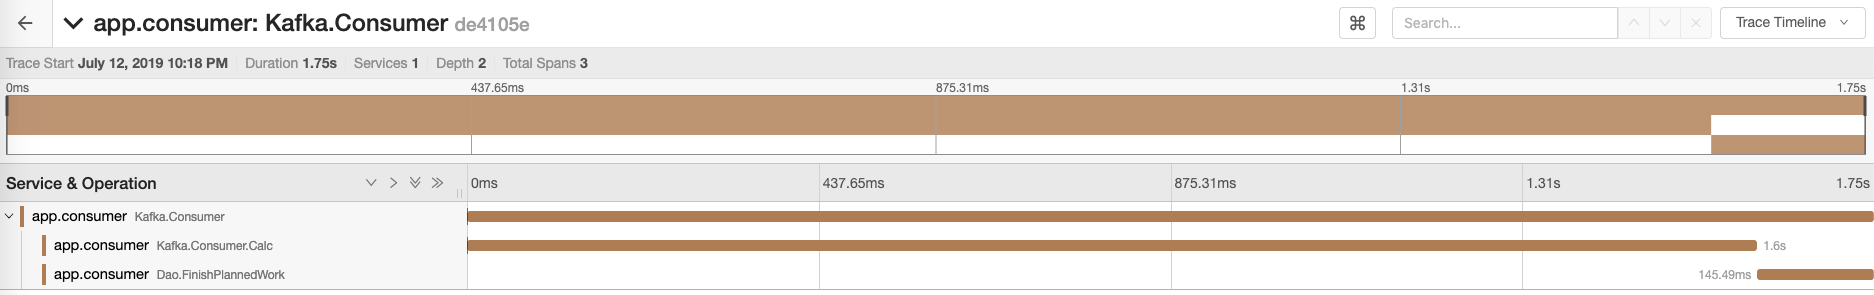 app.consumer: Kafka.Consumer de4105e
⌘ Search... Trace Timeline
Trace Start July 12, 2019 10:18 PM Duration 1.75s Services 1 Depth 2 Total Spans 3
0ms 437.65ms 875.31ms 1.31s 1.75s
Service & Operation 0ms 437.65ms 875.31ms 1.31s 1.75s
app.consumer Kafka.Consumer
app.consumer Kafka.Consumer.Calc 1.6s
app.consumer Dao.FinishPlannedWork 145.49ms